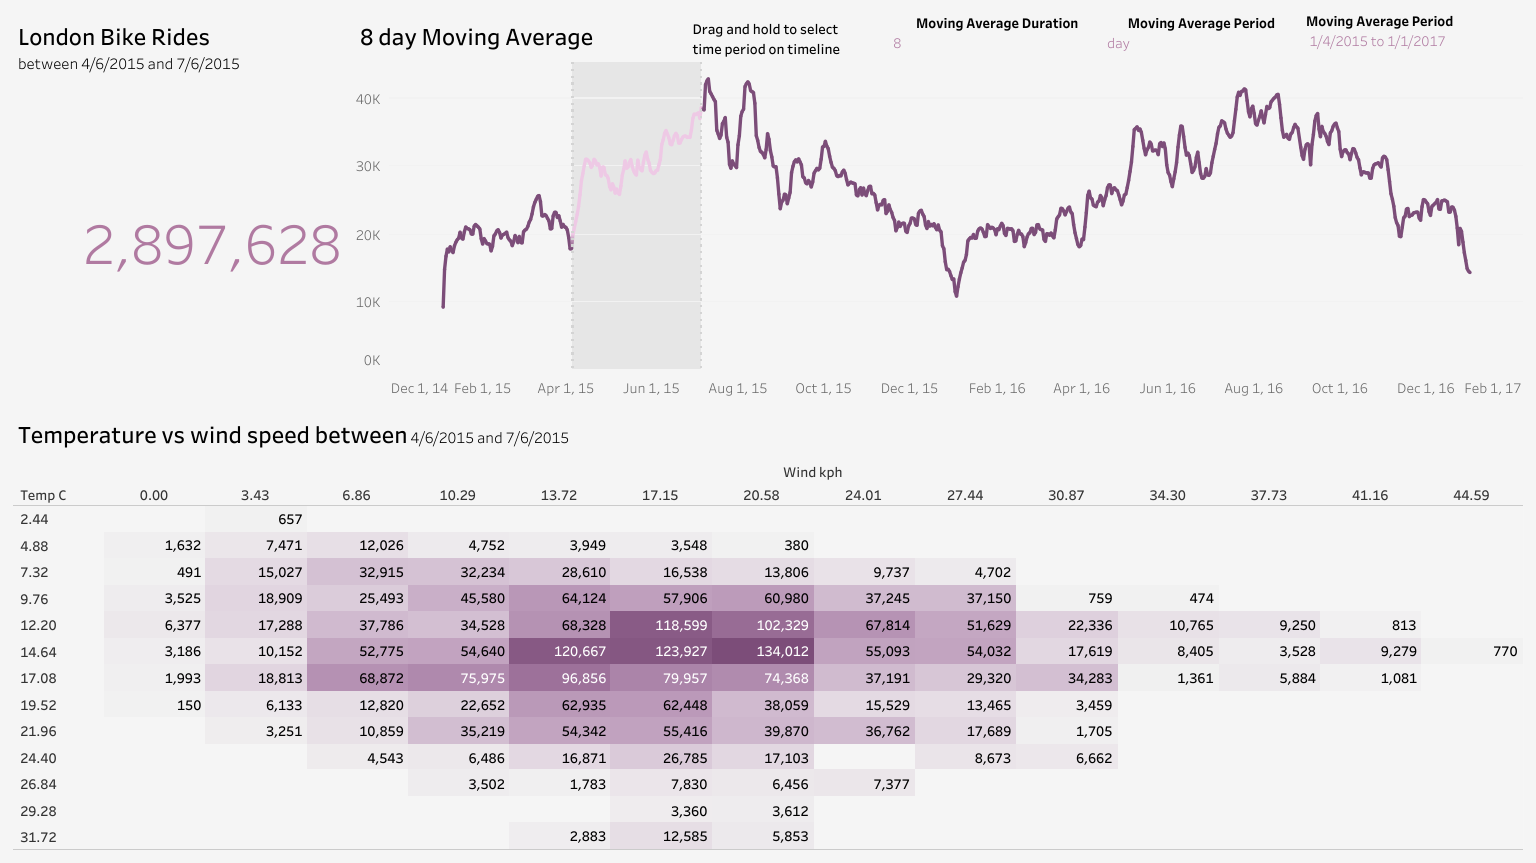 London Bike Rides
between 4/6/2015 and 7/6/2015
8 day Moving Average
Drag and hold to select
time period on timeline
Moving Average Duration
8
Moving Average Period
day
Moving Average Period
1/4/2015 to 1/1/2017
2,897,628
40K
30K
20K
10K
0K
Dec 1, 14 Feb 1, 15 Apr 1, 15 Jun 1, 15 Aug 1, 15 Oct 1, 15 Dec 1, 15 Feb 1, 16 Apr 1, 16 Jun 1, 16 Aug 1, 16 Oct 1, 16 Dec 1, 16 Feb 1, 17
Temperature vs wind speed between 4/6/2015 and 7/6/2015
Wind kph
Temp C 0.00 3.43 6.86 10.29 13.72 17.15 20.58 24.01 27.44 30.87 34.30 37.73 41.16 44.59
2.44 657
4.88 1,632 7,471 12,026 4,752 3,949 3,548 380
7.32 491 15,027 32,915 32,234 28,610 16,538 13,806 9,737 4,702
9.76 3,525 18,909 25,493 45,580 64,124 57,906 60,980 37,245 37,150 759 474
12.20 6,377 17,288 37,786 34,528 68,328 118,599 102,329 67,814 51,629 22,336 10,765 9,250 813
14.64 3,186 10,152 52,775 54,640 120,667 123,927 134,012 55,093 54,032 17,619 8,405 3,528 9,279 770
17.08 1,993 18,813 68,872 75,975 96,856 79,957 74,368 37,191 29,320 34,283 1,361 5,884 1,081
19.52 150 6,133 12,820 22,652 62,935 62,448 38,059 15,529 13,465 3,459
21.96 3,251 10,859 35,219 54,342 55,416 39,870 36,762 17,689 1,705
24.40 4,543 6,486 16,871 26,785 17,103 8,673 6,662
26.84 3,502 1,783 7,830 6,456 7,377
29.28 3,360 3,612
31.72 2,883 12,585 5,853